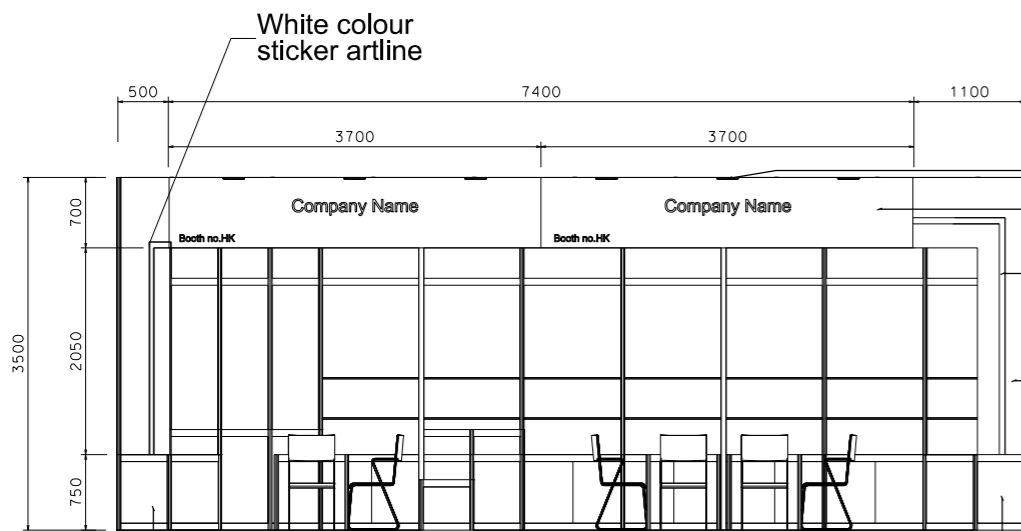 White colour
sticker artline
500
7400
1100
3700
3700
3500
700
2050
750
Company Name
Company Name
Booth no.HK
Booth no.HK